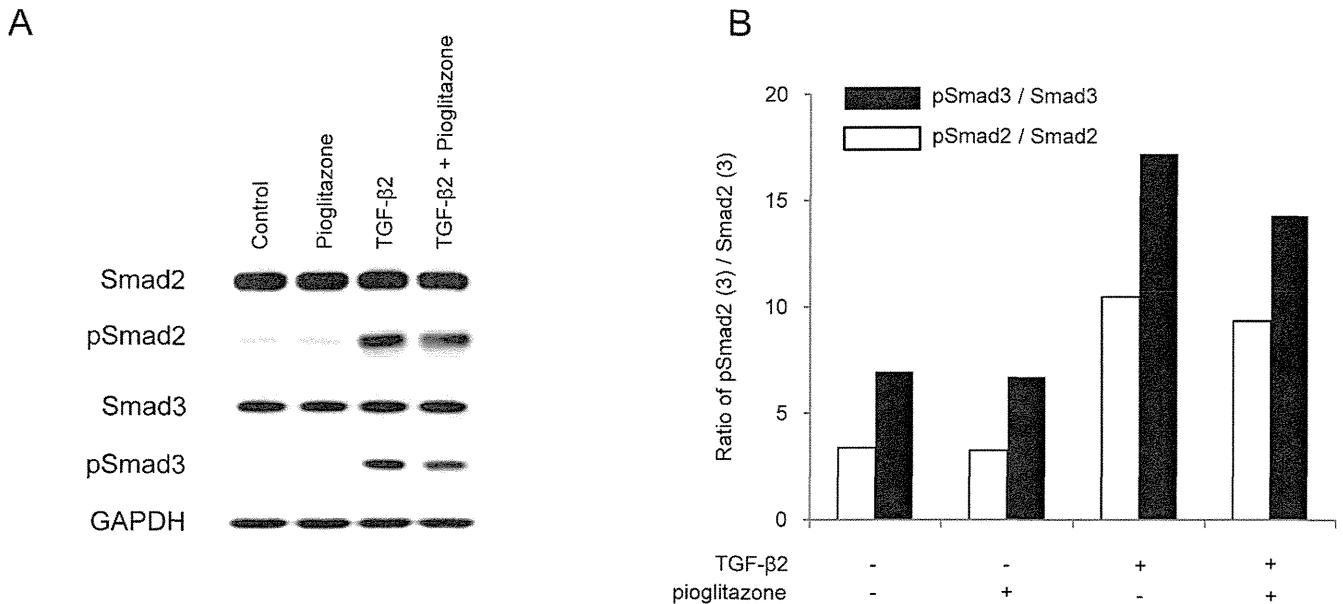 A
Control
Pioglitazone
TGF-β2
TGF-β2 + Pioglitazone
Smad2
pSmad2
Smad3
pSmad3
GAPDH
B
pSmad3 / Smad3
pSmad2 / Smad2
Ratio of pSmad2 (3) / Smad2 (3)
20
15
10
5
0
TGF-β2 - - + +
pioglitazone - + - +